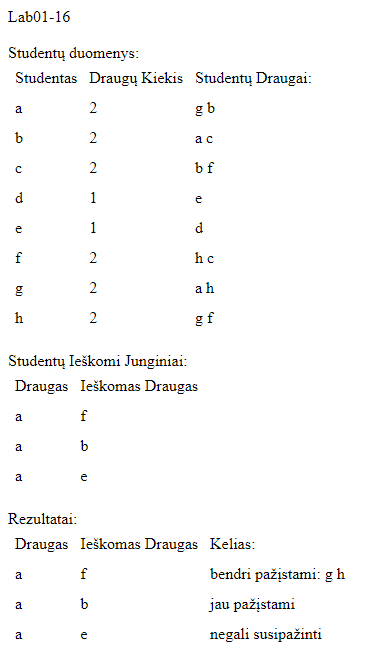 Lab01-16
Studentų duomenys:
Studentas Draugų Kiekis Studentų Draugai:
a 2 g b
b 2 a c
c 2 b f
d 1 e
e 1 d
f 2 h c
g 2 a h
h 2 g f
Studentų Ieškomi Junginiai:
Draugas Ieškomas Draugas
a f
a b
a e
Rezultatai:
Draugas Ieškomas Draugas Kelias:
a f bendri pažįstami: g h
a b jau pažįstami
a e negali susipažinti